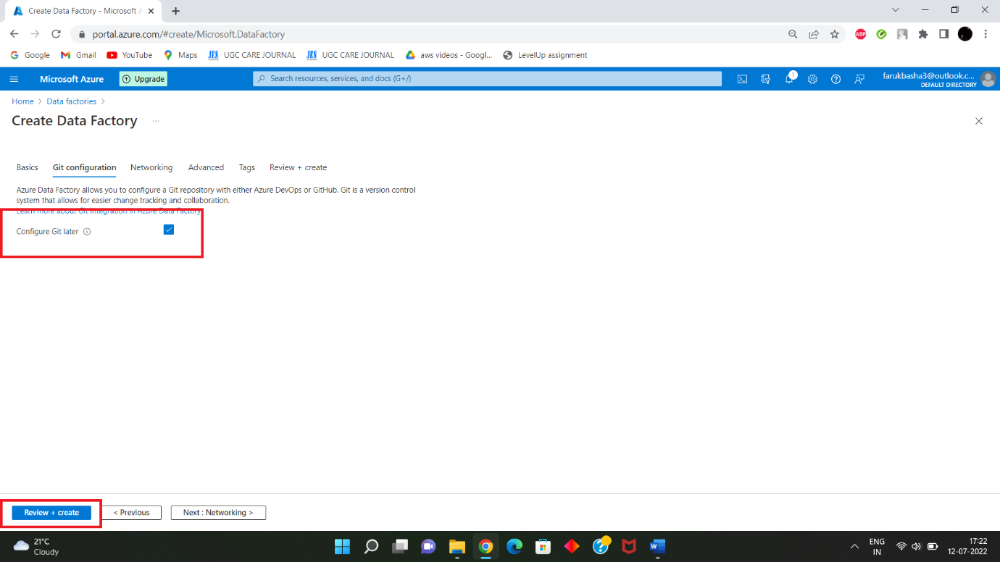 Create Data Factory - Microsoft A
portal.azure.com/#create/Microsoft.DataFactory
ABP
Google Gmail YouTube Maps JES UGC CARE JOURNAL JES UGC CARE JOURNAL aws videos - Googl... LevelUp assignment
Microsoft Azure Upgrade Search resources, services, and docs (G+/) 1 farukbasha3@outlook.c...
DEFAULT DIRECTORY
Home > Data factories >
Create Data Factory ...
Basics Git configuration Networking Advanced Tags Review + create
Azure Data Factory allows you to configure a Git repository with either Azure DevOps or GitHub. Git is a version control
system that allows for easier change tracking and collaboration.
Learn more about Git integration in Azure Data Factory
Configure Git later
Review + create < Previous Next : Networking >
21°C
Cloudy
W
ENG
IN
17:22
12-07-2022